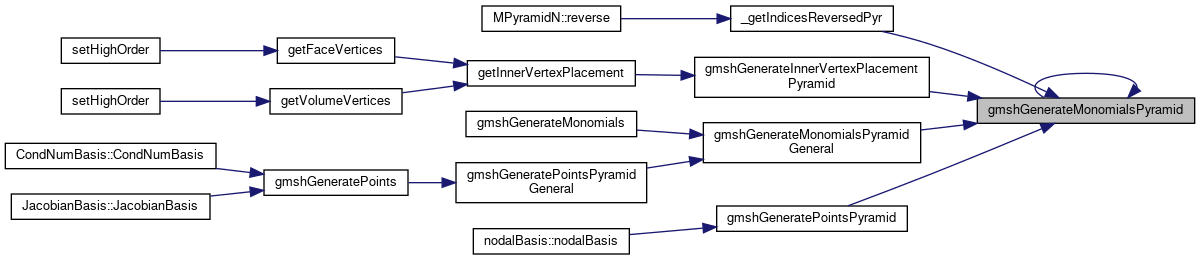 MPyramidN::reverse
_getIndicesReversedPyr
setHighOrder
getFaceVertices
getInnerVertexPlacement
gmshGenerateInnerVertexPlacement
Pyramid
setHighOrder
getVolumeVertices
gmshGenerateMonomialsPyramid
gmshGenerateMonomials
gmshGenerateMonomialsPyramid
General
CondNumBasis::CondNumBasis
gmshGeneratePoints
gmshGeneratePointsPyramid
General
JacobianBasis::JacobianBasis
gmshGeneratePointsPyramid
nodalBasis::nodalBasis